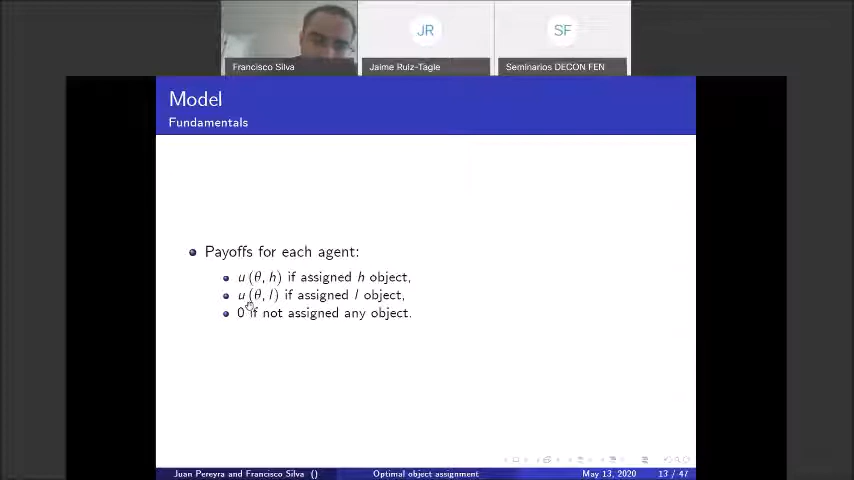 JR
SF
Francisco Silva
Jaime Ruiz-Tagle
Seminarios DECON FEN
Model
Fundamentals
Payoffs for each agent:
u (θ, h) if assigned h object,
u (θ, l) if assigned l object,
0 if not assigned any object.
Juan Pereyra and Francisco Silva ()
Optimal object assignment
May 13, 2020
13 / 47